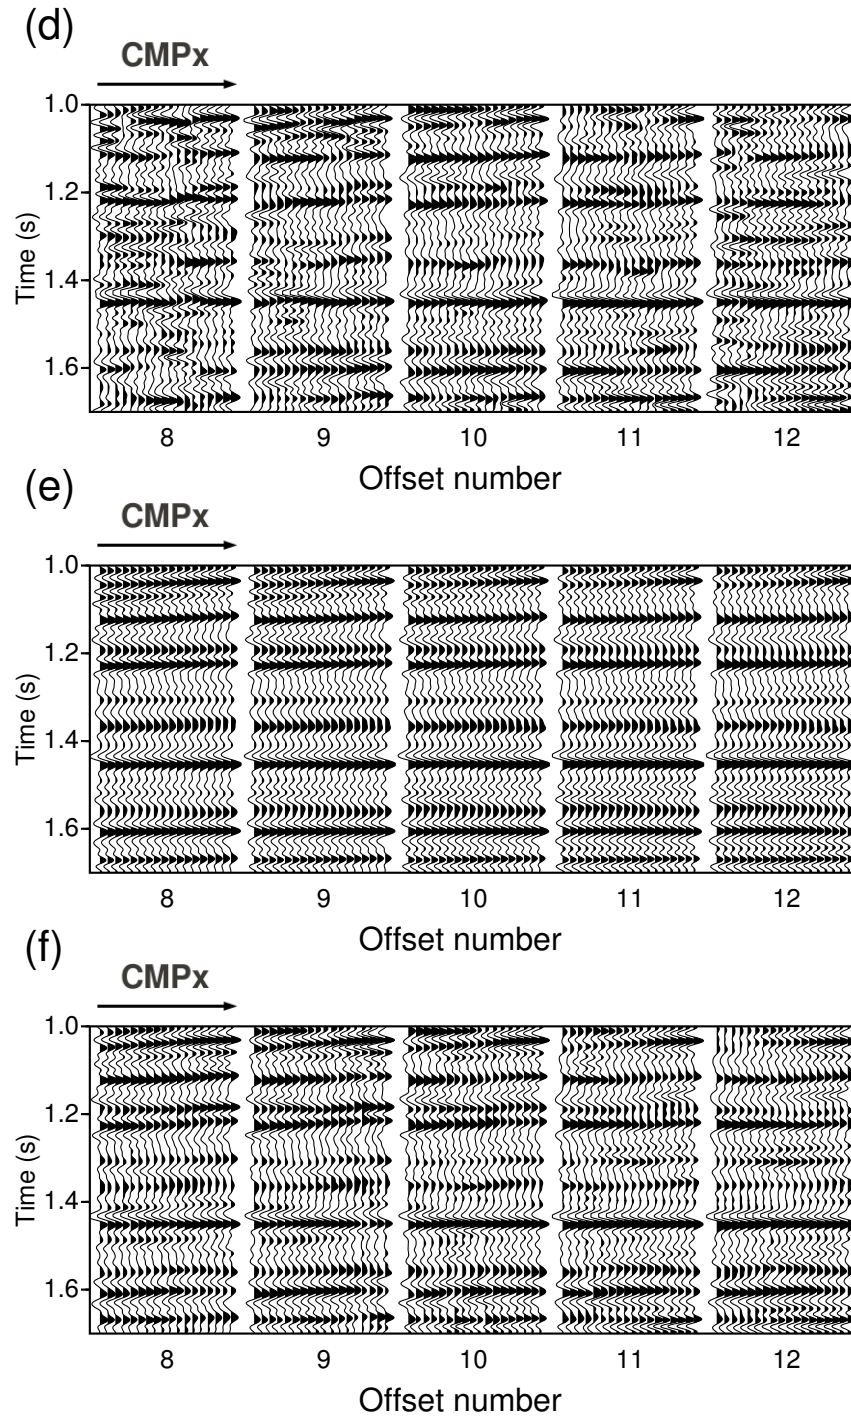 (d)
CMPx
1.0
1.2
1.4
1.6
Time (s)
8 9 10 11 12
Offset number
(e)
CMPx
1.0
1.2
1.4
1.6
Time (s)
8 9 10 11 12
Offset number
(f)
CMPx
1.0
1.2
1.4
1.6
Time (s)
8 9 10 11 12
Offset number